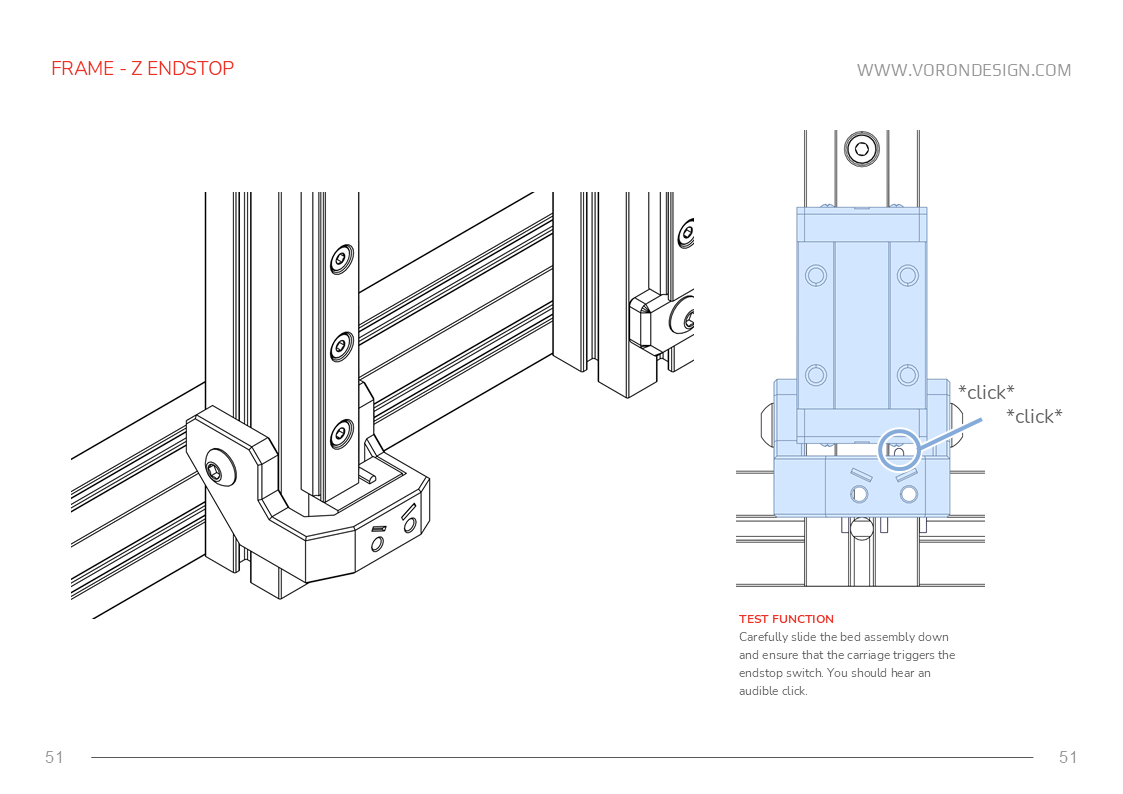 FRAME - Z ENDSTOP
WWW.VORONDESIGN.COM
*click*
*click*
TEST FUNCTION
Carefully slide the bed assembly down
and ensure that the carriage triggers the
endstop switch. You should hear an
audible click.
51
51